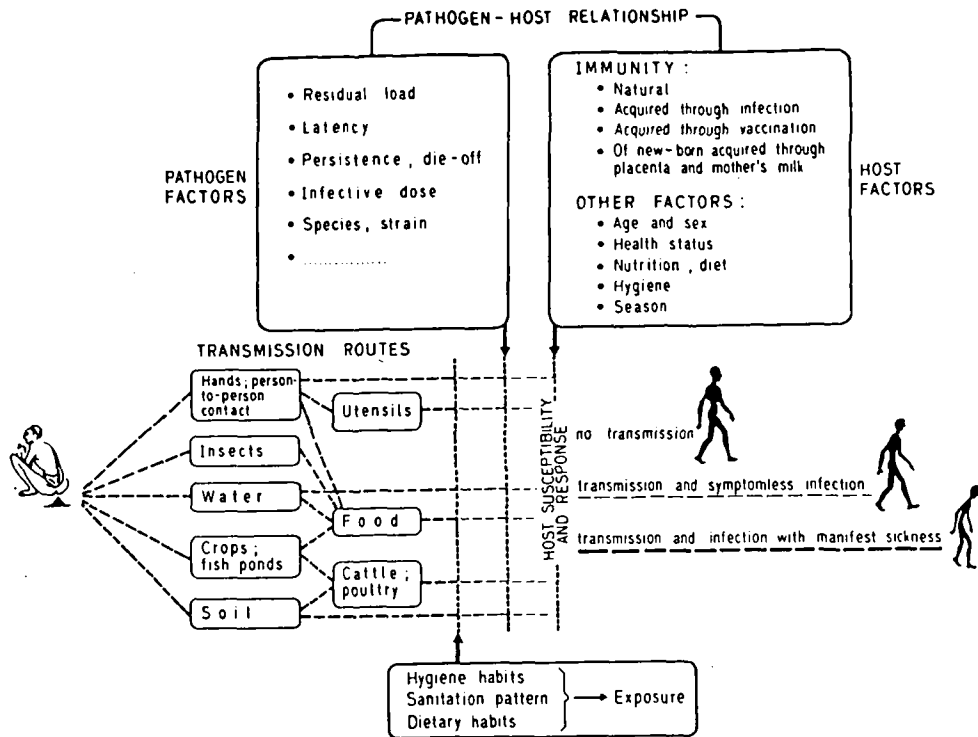 PATHOGEN-HOST RELATIONSHIP
PATHOGEN
FACTORS
• Residual load
• Latency
• Persistence, die-off
• Infective dose
• Species, strain
• ...............
IMMUNITY :
• Natural
• Acquired through infection
• Acquired through vaccination
• Of new-born acquired through
placenta and mother's milk
OTHER FACTORS :
• Age and sex
• Health status
• Nutrition, diet
• Hygiene
• Season
HOST
FACTORS
TRANSMISSION ROUTES
Hands; person-
to-person
contact
Utensils
Insects
Water
Food
Crops;
fish ponds
Cattle;
poultry
Soil
HOST SUSCEPTIBILITY
AND RESPONSE
no transmission
transmission and symptomless infection
transmission and infection with manifest sickness
Hygiene habits
Sanitation pattern
Dietary habits
Exposure